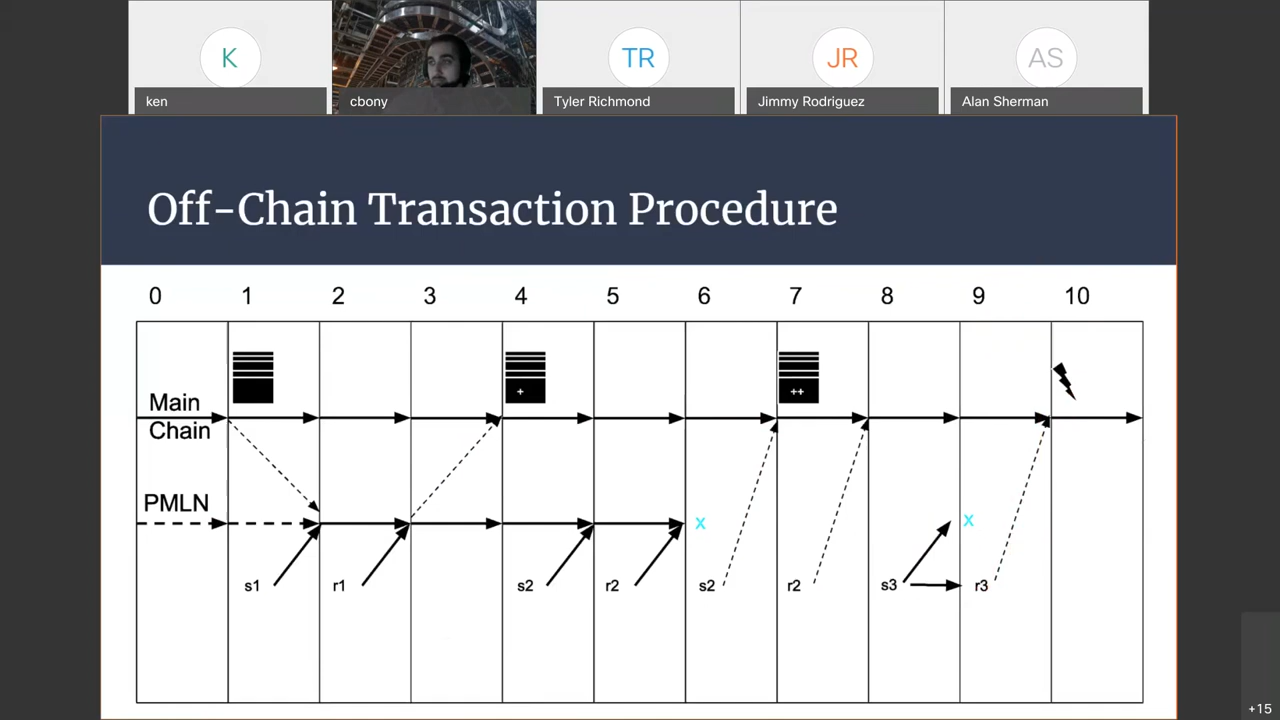 K
TR
JR
AS
ken
cbony
Tyler Richmond
Jimmy Rodriguez
Alan Sherman
Off-Chain Transaction Procedure
0 1 2 3 4 5 6 7 8 9 10
+
++
Main
Chain
PMLN
x
x
s1 r1 s2 r2 s2 r2 s3 r3
+15